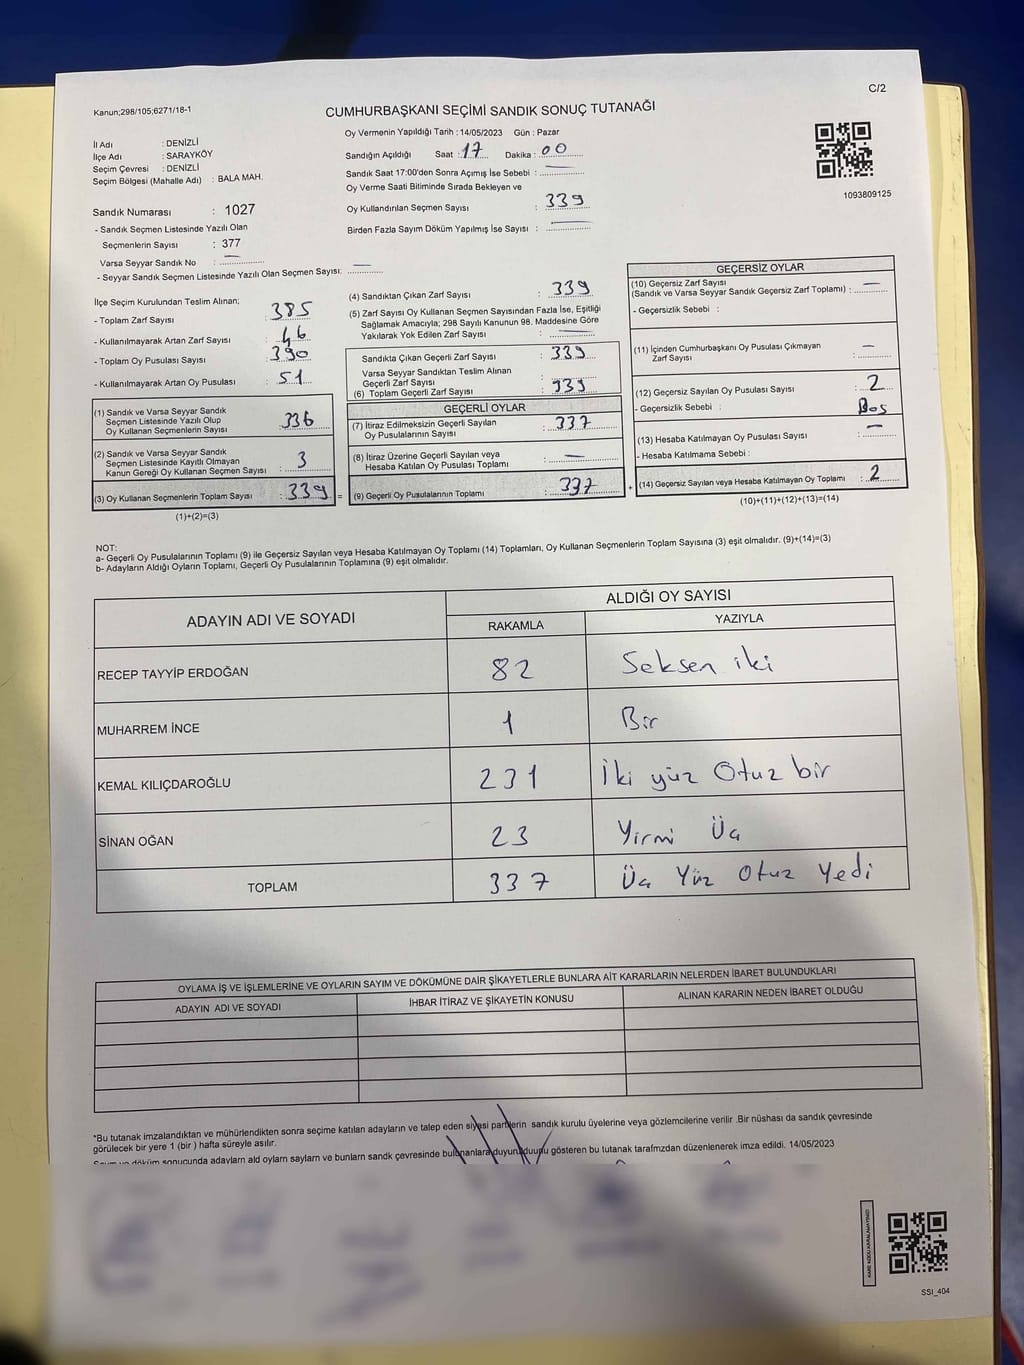 Kanun;298/105;6271/18-1
C/2
CUMHURBAŞKANI SEÇİMİ SANDIK SONUÇ TUTANAĞI
İl Adı : DENİZLİ
İlçe Adı : SARAYKÖY
Seçim Çevresi : DENİZLİ
Seçim Bölgesi (Mahalle Adı) : BALA MAH.
Oy Vermenin Yapıldığı Tarih : 14/05/2023 Gün : Pazar
Sandığın Açıldığı Saat : 17 Dakika : 00
Sandık Saat 17:00'den Sonra Açımış İse Sebebi : —
Oy Verme Saati Bitiminde Sırada Bekleyen ve
Oy Kullandırılan Seçmen Sayısı : 339
Birden Fazla Sayım Döküm Yapılmış İse Sayısı : —
1093809125
Sandık Numarası : 1027
- Sandık Seçmen Listesinde Yazılı Olan
Seçmenlerin Sayısı : 377
Varsa Seyyar Sandık No : —
- Seyyar Sandık Seçmen Listesinde Yazılı Olan Seçmen Sayısı: —
İlçe Seçim Kurulundan Teslim Alınan;
- Toplam Zarf Sayısı : 385
- Kullanılmayarak Artan Zarf Sayısı : 46
- Toplam Oy Pusulası Sayısı : 390
- Kullanılmayarak Artan Oy Pusulası : 51
(1) Sandık ve Varsa Seyyar Sandık
Seçmen Listesinde Yazılı Olup
Oy Kullanan Seçmenlerin Sayısı : 336
(2) Sandık ve Varsa Seyyar Sandık
Seçmen Listesinde Kayıtlı Olmayan
Kanun Gereği Oy Kullanan Seçmen Sayısı : 3
(3) Oy Kullanan Seçmenlerin Toplam Sayısı : 339 =
(1)+(2)=(3)
(4) Sandıktan Çıkan Zarf Sayısı : 339
(5) Zarf Sayısı Oy Kullanan Seçmen Sayısından Fazla İse, Eşitliği
Sağlamak Amacıyla; 298 Sayılı Kanunun 98. Maddesine Göre
Yakılarak Yok Edilen Zarf Sayısı : —
Sandıkta Çıkan Geçerli Zarf Sayısı : 339
Varsa Seyyar Sandıktan Teslim Alınan
Geçerli Zarf Sayısı :
(6) Toplam Geçerli Zarf Sayısı : 339
GEÇERLİ OYLAR
(7) İtiraz Edilmeksizin Geçerli Sayılan
Oy Pusulalarının Sayısı : 337
(8) İtiraz Üzerine Geçerli Sayılan veya
Hesaba Katılan Oy Pusulası Toplamı : —
(9) Geçerli Oy Pusulalarının Toplamı : 337 +
GEÇERSİZ OYLAR
(10) Geçersiz Zarf Sayısı
(Sandık ve Varsa Seyyar Sandık Geçersiz Zarf Toplamı) : —
- Geçersizlik Sebebi :
(11) İçinden Cumhurbaşkanı Oy Pusulası Çıkmayan
Zarf Sayısı : —
(12) Geçersiz Sayılan Oy Pusulası Sayısı : 2
- Geçersizlik Sebebi : Boş
(13) Hesaba Katılmayan Oy Pusulası Sayısı : —
- Hesaba Katılmama Sebebi :
(14) Geçersiz Sayılan veya Hesaba Katılmayan Oy Toplamı : 2
(10)+(11)+(12)+(13)=(14)
NOT:
a- Geçerli Oy Pusulalarının Toplamı (9) ile Geçersiz Sayılan veya Hesaba Katılmayan Oy Toplamı (14) Toplamları, Oy Kullanan Seçmenlerin Toplam Sayısına (3) eşit olmalıdır. (9)+(14)=(3)
b- Adayların Aldığı Oyların Toplamı, Geçerli Oy Pusulalarının Toplamına (9) eşit olmalıdır.
ADAYIN ADI VE SOYADI
ALDIĞI OY SAYISI
RAKAMLA YAZIYLA
RECEP TAYYİP ERDOĞAN 82 Seksen iki
MUHARREM İNCE 1 Bir
KEMAL KILIÇDAROĞLU 231 İki yüz Otuz bir
SİNAN OĞAN 23 Yirmi Üç
TOPLAM 337 Üç Yüz Otuz Yedi
OYLAMA İŞ VE İŞLEMLERİNE VE OYLARIN SAYIM VE DÖKÜMÜNE DAİR ŞİKAYETLERLE BUNLARA AİT KARARLARIN NELERDEN İBARET BULUNDUKLARI
ADAYIN ADI VE SOYADI İHBAR İTİRAZ VE ŞİKAYETİN KONUSU ALINAN KARARIN NEDEN İBARET OLDUĞU
*Bu tutanak imzalandıktan ve mühürlendikten sonra seçime katılan adayların ve talep eden siyasi partilerin sandık kurulu üyelerine veya gözlemcilerine verilir .Bir nüshası da sandık çevresinde
görülecek bir yere 1 (bir ) hafta süreyle asılır.
sonucunda adayların ald oyların sayları ve bunların sandk çevresinde bulunanlara duyurulduunu gösteren bu tutanak tarafmzdan düzenlenerek imza edildi. 14/05/2023
SSI_404